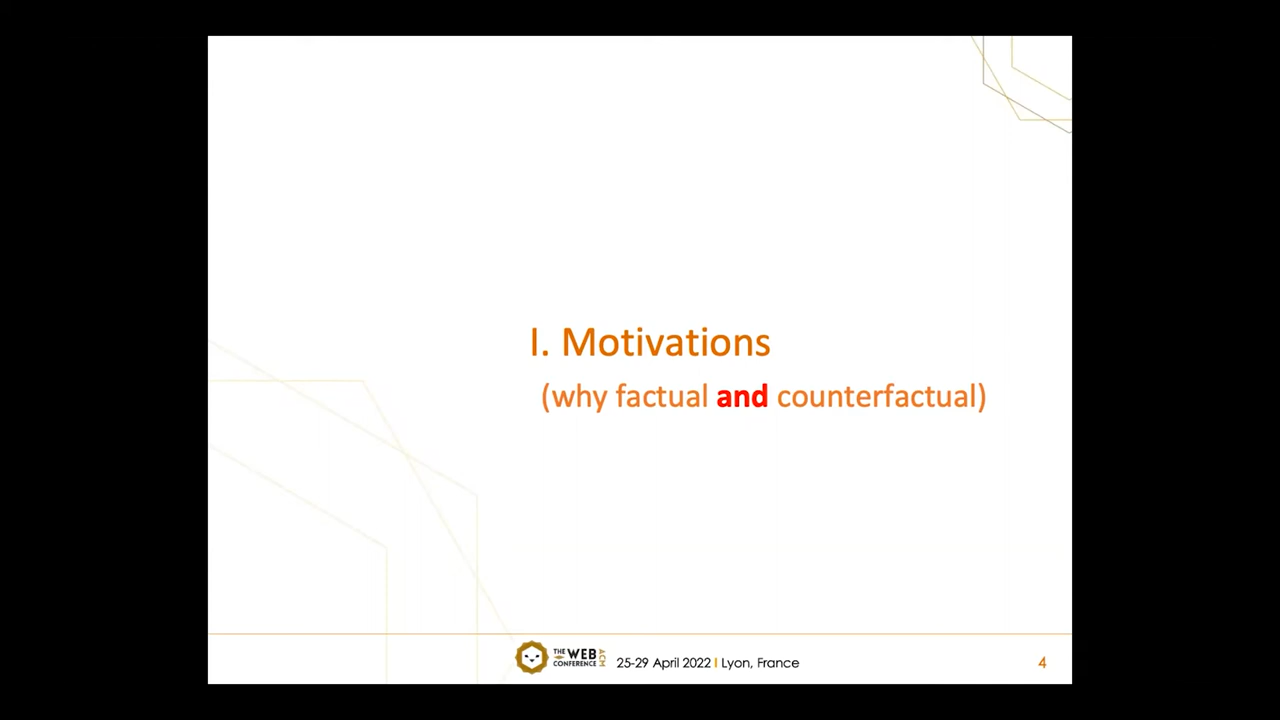 I. Motivations
(why factual and counterfactual)
THE WEB CONFERENCE ACM
25-29 April 2022 I Lyon, France
4